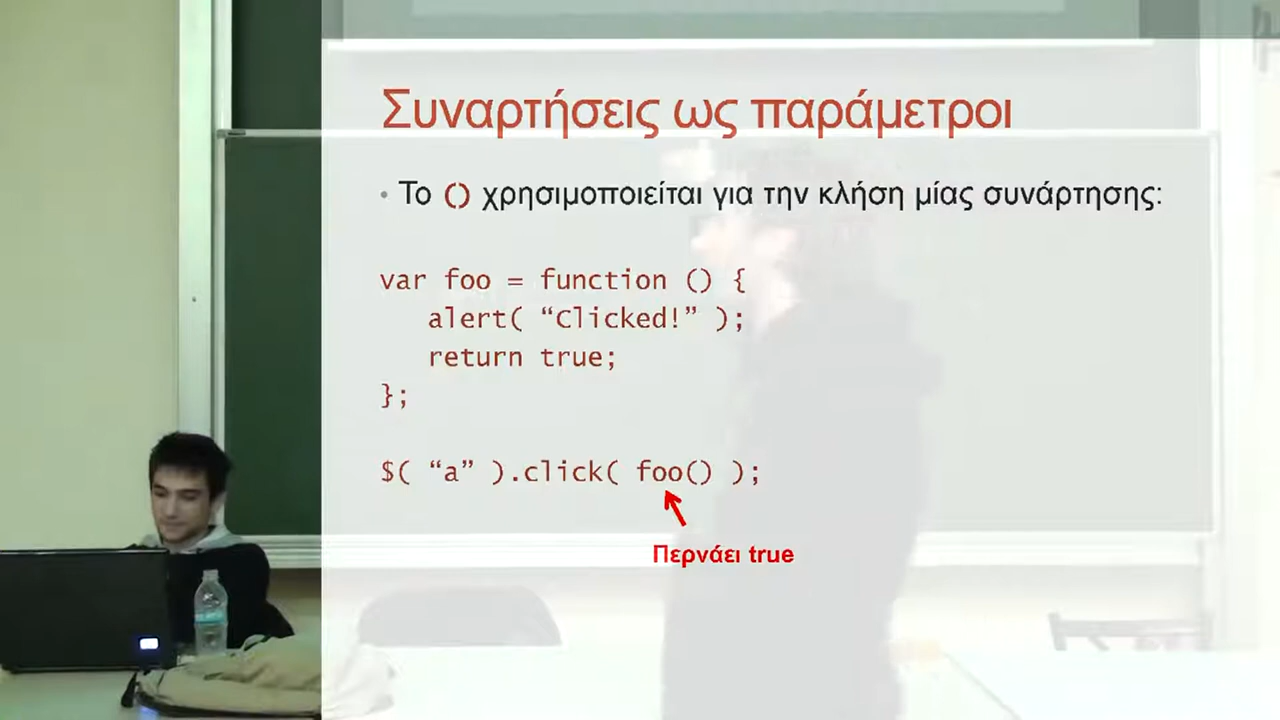 Συναρτήσεις ως παράμετροι
• Το () χρησιμοποιείται για την κλήση μίας συνάρτησης:
var foo = function () {
alert( “Clicked!” );
return true;
};
$( “a” ).click( foo() );
Περνάει true